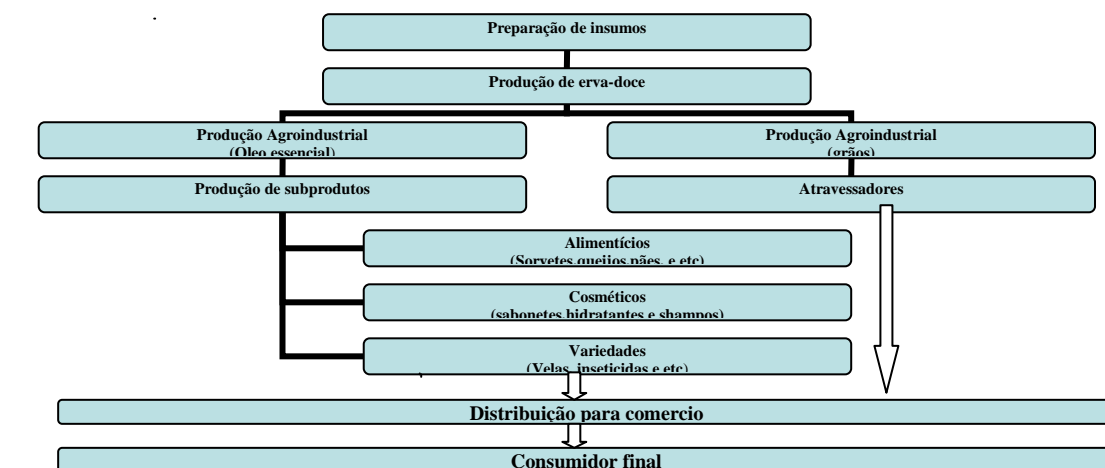 Preparação de insumos
Produção de erva-doce
Produção Agroindustrial
(Oleo essencial)
Produção Agroindustrial
(grãos)
Produção de subprodutos
Atravessadores
Alimentícios
(Sorvetes,queijos,pães, e etc)
Cosméticos
(sabonetes,hidratantes e shampos)
Variedades
(Velas, inseticidas e etc)
Distribuição para comercio
Consumidor final